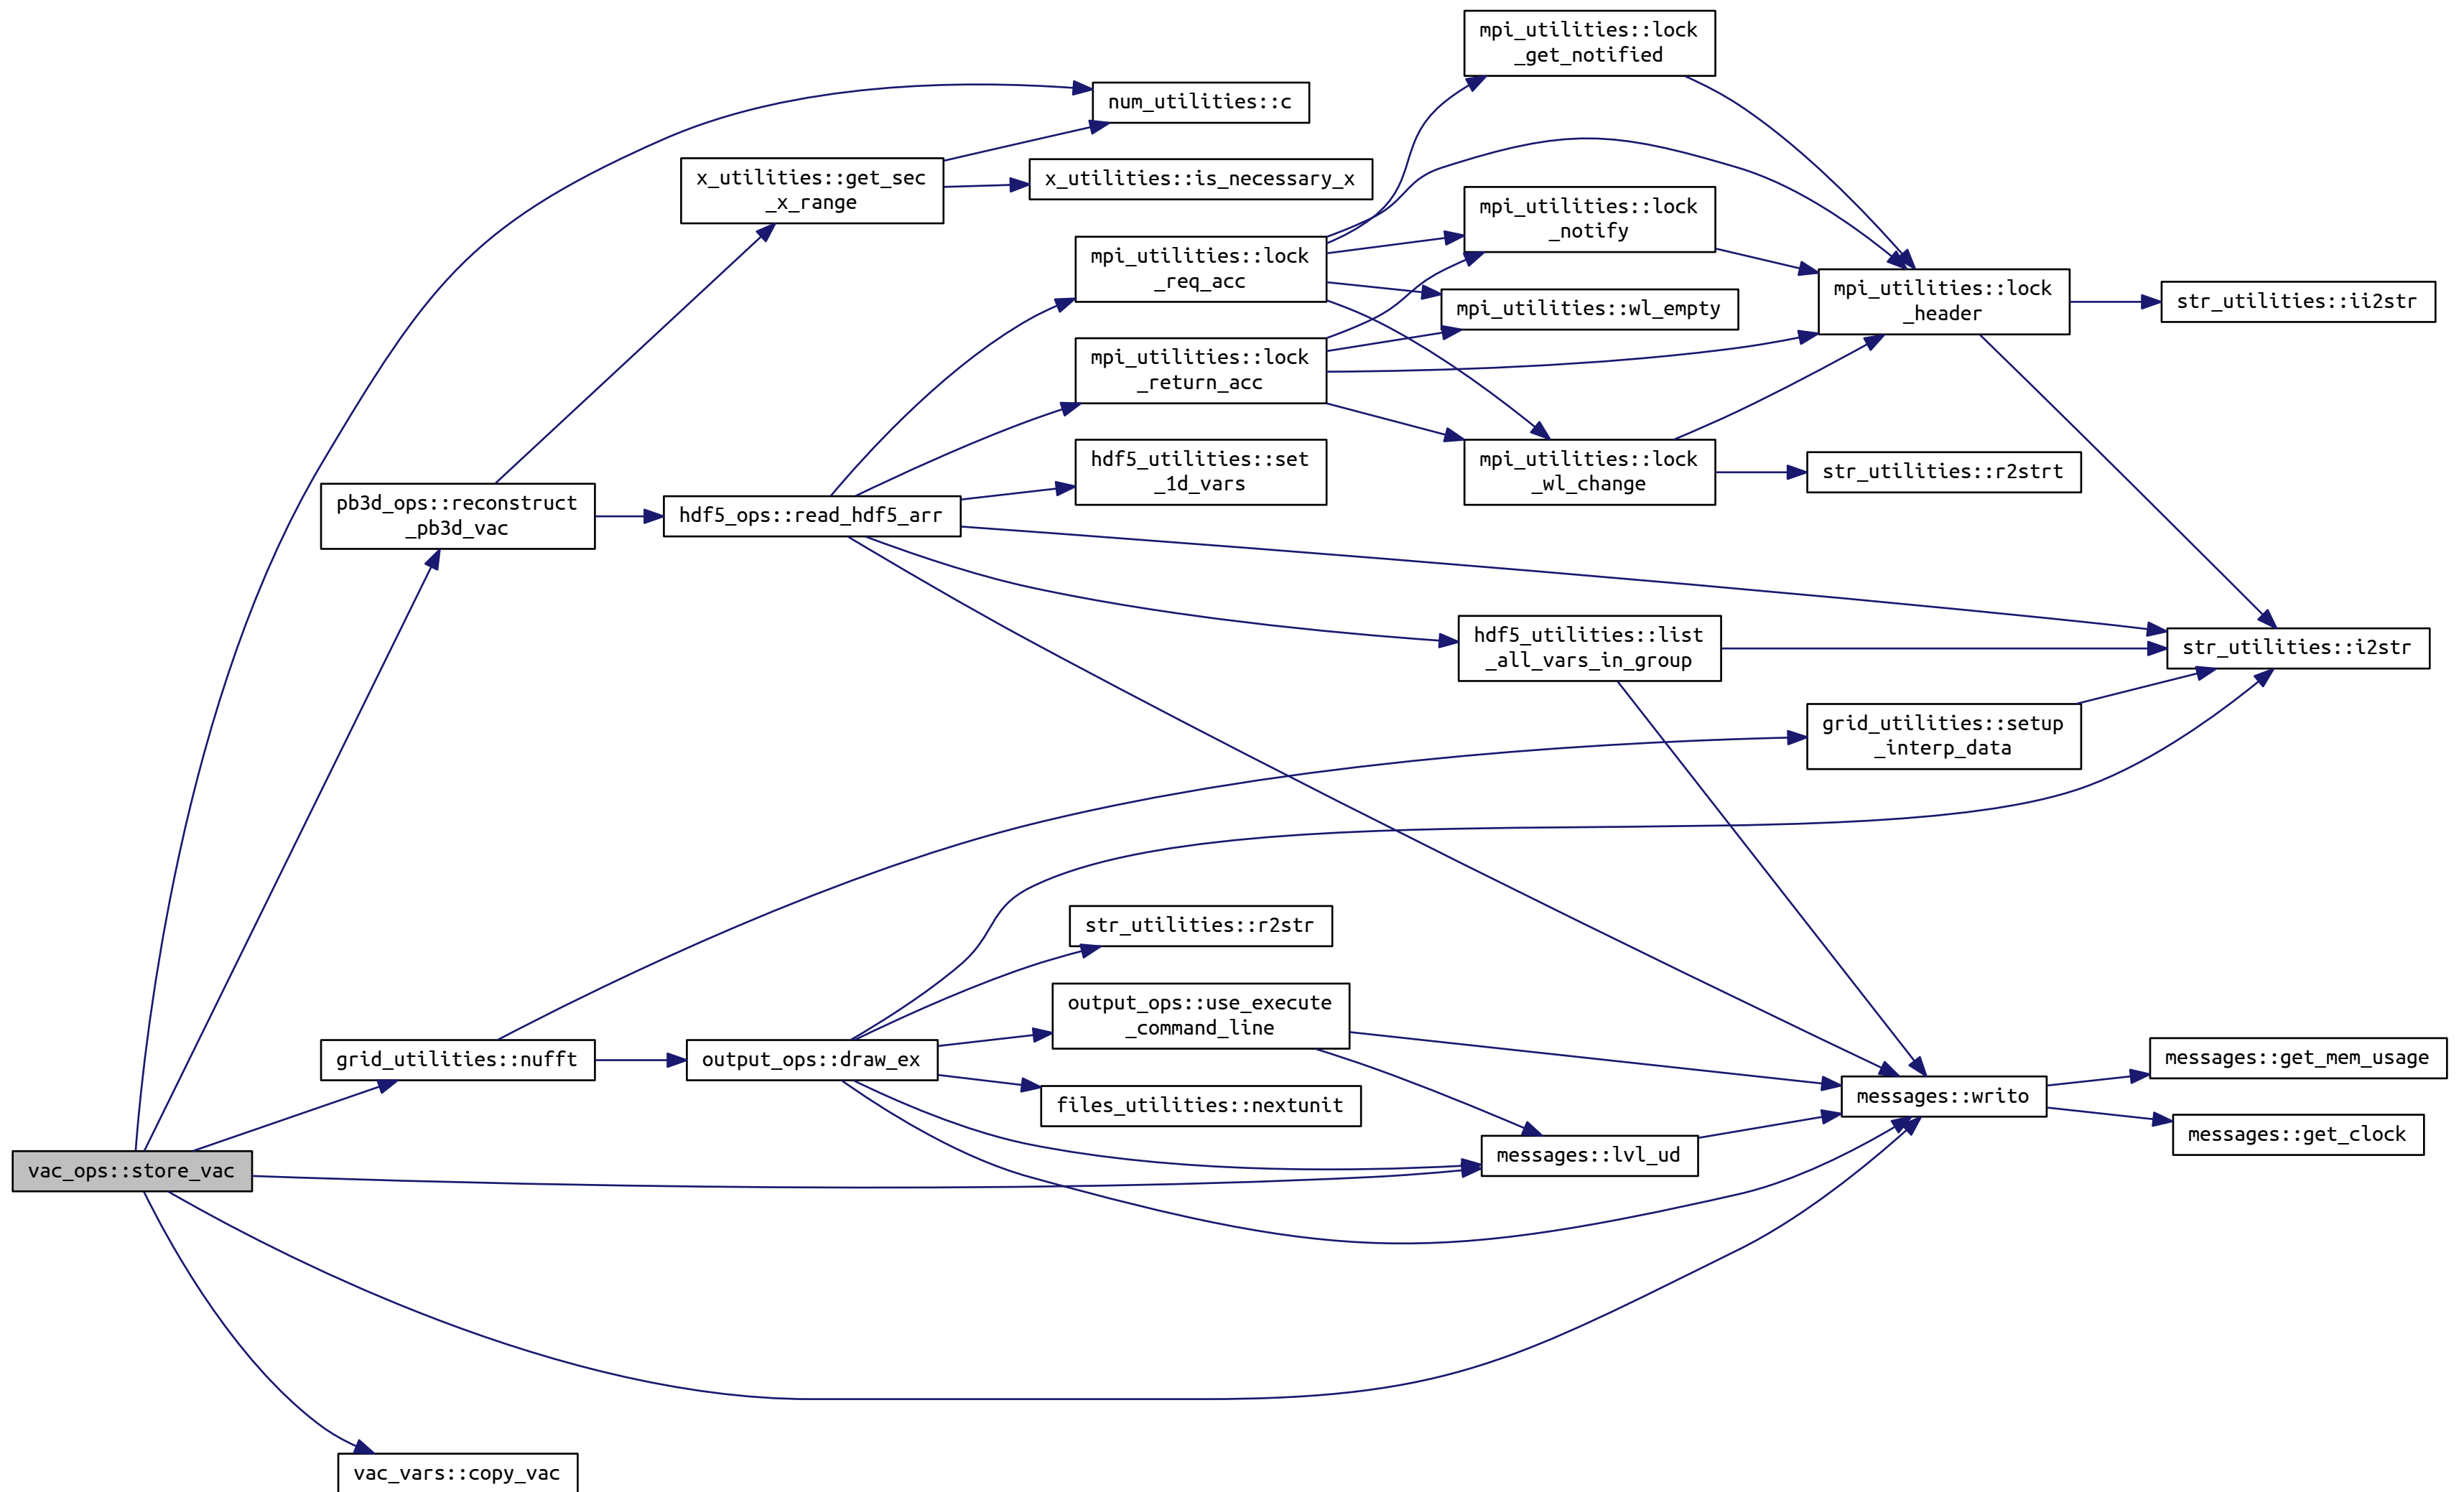 mpi_utilities::lock
_get_notified
num_utilities::c
x_utilities::get_sec
_x_range
x_utilities::is_necessary_x
mpi_utilities::lock
_notify
mpi_utilities::lock
_req_acc
mpi_utilities::wl_empty
mpi_utilities::lock
_header
str_utilities::ii2str
mpi_utilities::lock
_return_acc
hdf5_utilities::set
_1d_vars
mpi_utilities::lock
_wl_change
str_utilities::r2strt
pb3d_ops::reconstruct
_pb3d_vac
hdf5_ops::read_hdf5_arr
hdf5_utilities::list
_all_vars_in_group
str_utilities::i2str
grid_utilities::setup
_interp_data
str_utilities::r2str
output_ops::use_execute
_command_line
grid_utilities::nufft
output_ops::draw_ex
files_utilities::nextunit
messages::writo
messages::get_mem_usage
messages::get_clock
messages::lvl_ud
vac_ops::store_vac
vac_vars::copy_vac